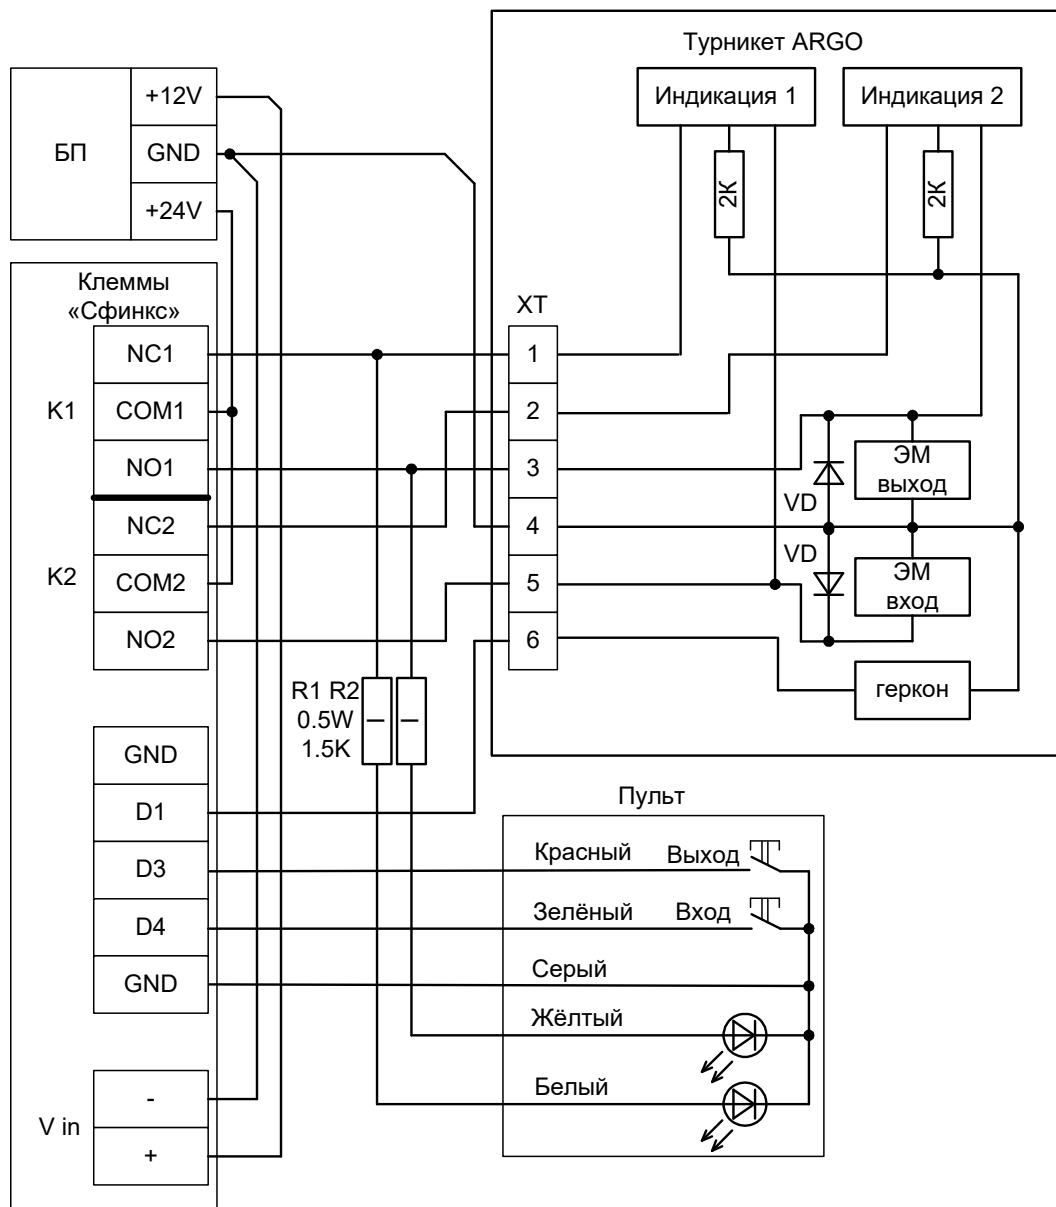 Турникет ARGO
Индикация 1
Индикация 2
2К
2К
БП
+12V
GND
+24V
Клеммы
«Сфинкс»
K1
NC1
COM1
NO1
K2
NC2
COM2
NO2
XT
1
2
3
4
5
6
ЭМ
выход
VD
VD
ЭМ
вход
геркон
R1 R2
0.5W
1.5K
GND
D1
D3
D4
GND
V in
-
+
Пульт
Красный Выход
Зелёный Вход
Серый
Жёлтый
Белый